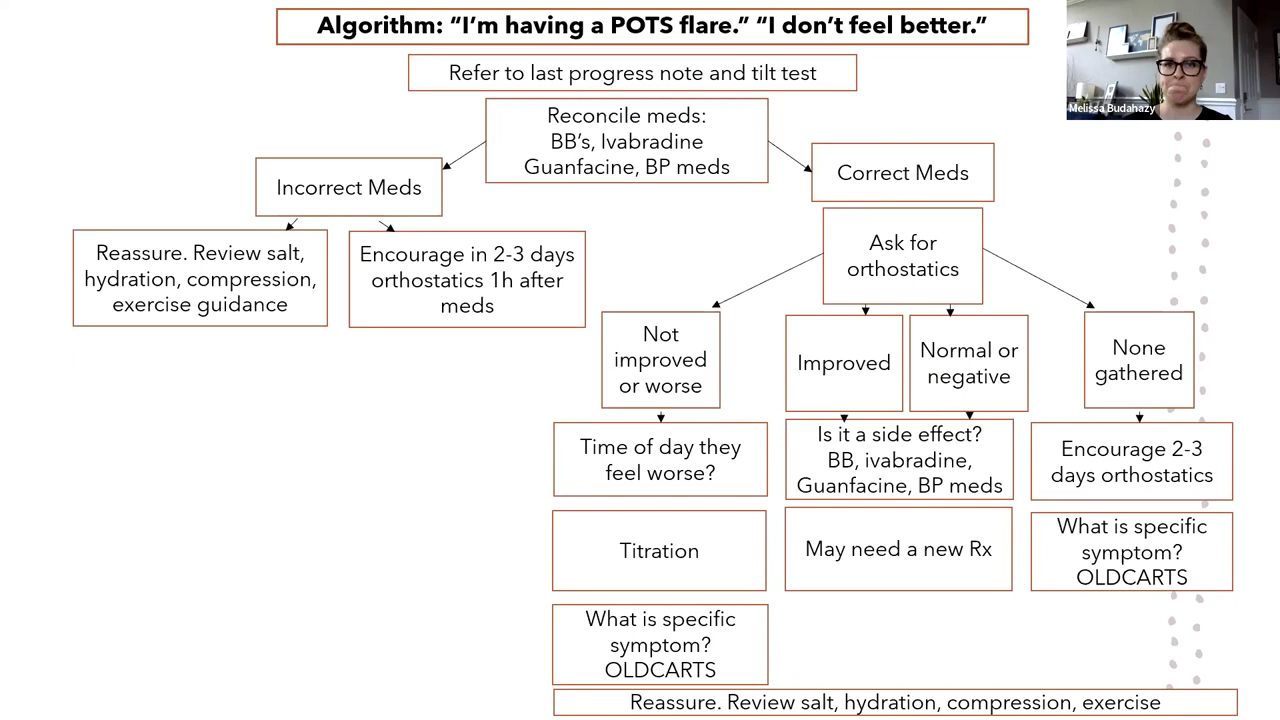 Algorithm: “I’m having a POTS flare.” “I don’t feel better.”
Refer to last progress note and tilt test
Melissa Budahazy
Reconcile meds:
BB’s, Ivabradine
Guanfacine, BP meds
Incorrect Meds
Correct Meds
Reassure. Review salt,
hydration, compression,
exercise guidance
Encourage in 2-3 days
orthostatics 1h after
meds
Ask for
orthostatics
Not
improved
or worse
Improved
Normal or
negative
None
gathered
Time of day they
feel worse?
Is it a side effect?
BB, ivabradine,
Guanfacine, BP meds
Encourage 2-3
days orthostatics
Titration
May need a new Rx
What is specific
symptom?
OLDCARTS
What is specific
symptom?
OLDCARTS
Reassure. Review salt, hydration, compression, exercise